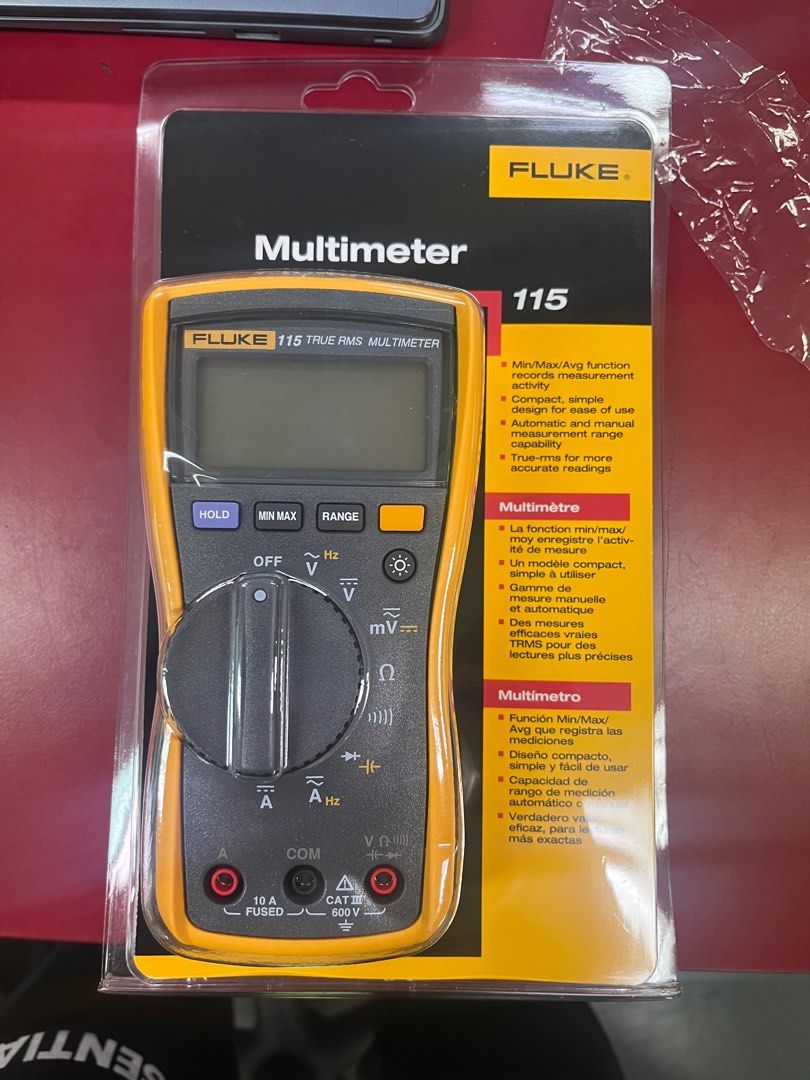 FLUKE®
Multimeter
115
FLUKE 115 TRUE RMS MULTIMETER
HOLD
MIN MAX
RANGE
OFF
V Hz
V
mV
Ω
A
A Hz
A
COM
V Ω
10 A
FUSED
CAT III
600 V
Min/Max/Avg function
records measurement
activity
Compact, simple
design for ease of use
Automatic and manual
measurement range
capability
True-rms for more
accurate readings
Multimètre
La fonction min/max/
moy enregistre l'activ-
ité de mesure
Un modèle compact,
simple à utiliser
Gamme de
mesure manuelle
et automatique
Des mesures
efficaces vraies
TRMS pour des
lectures plus précises
Multímetro
Función Min/Max/
Avg que registra las
mediciones
Diseño compacto,
simple y fácil de usar
Capacidad de
rango de medición
automático o manual
Verdadero valor
eficaz, para lecturas
más exactas